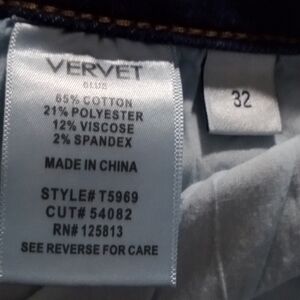 VERVET
BLUE
65% COTTON
21% POLYESTER
12% VISCOSE
2% SPANDEX
MADE IN CHINA
STYLE# T5969
CUT# 54082
RN# 125813
SEE REVERSE FOR CARE
32